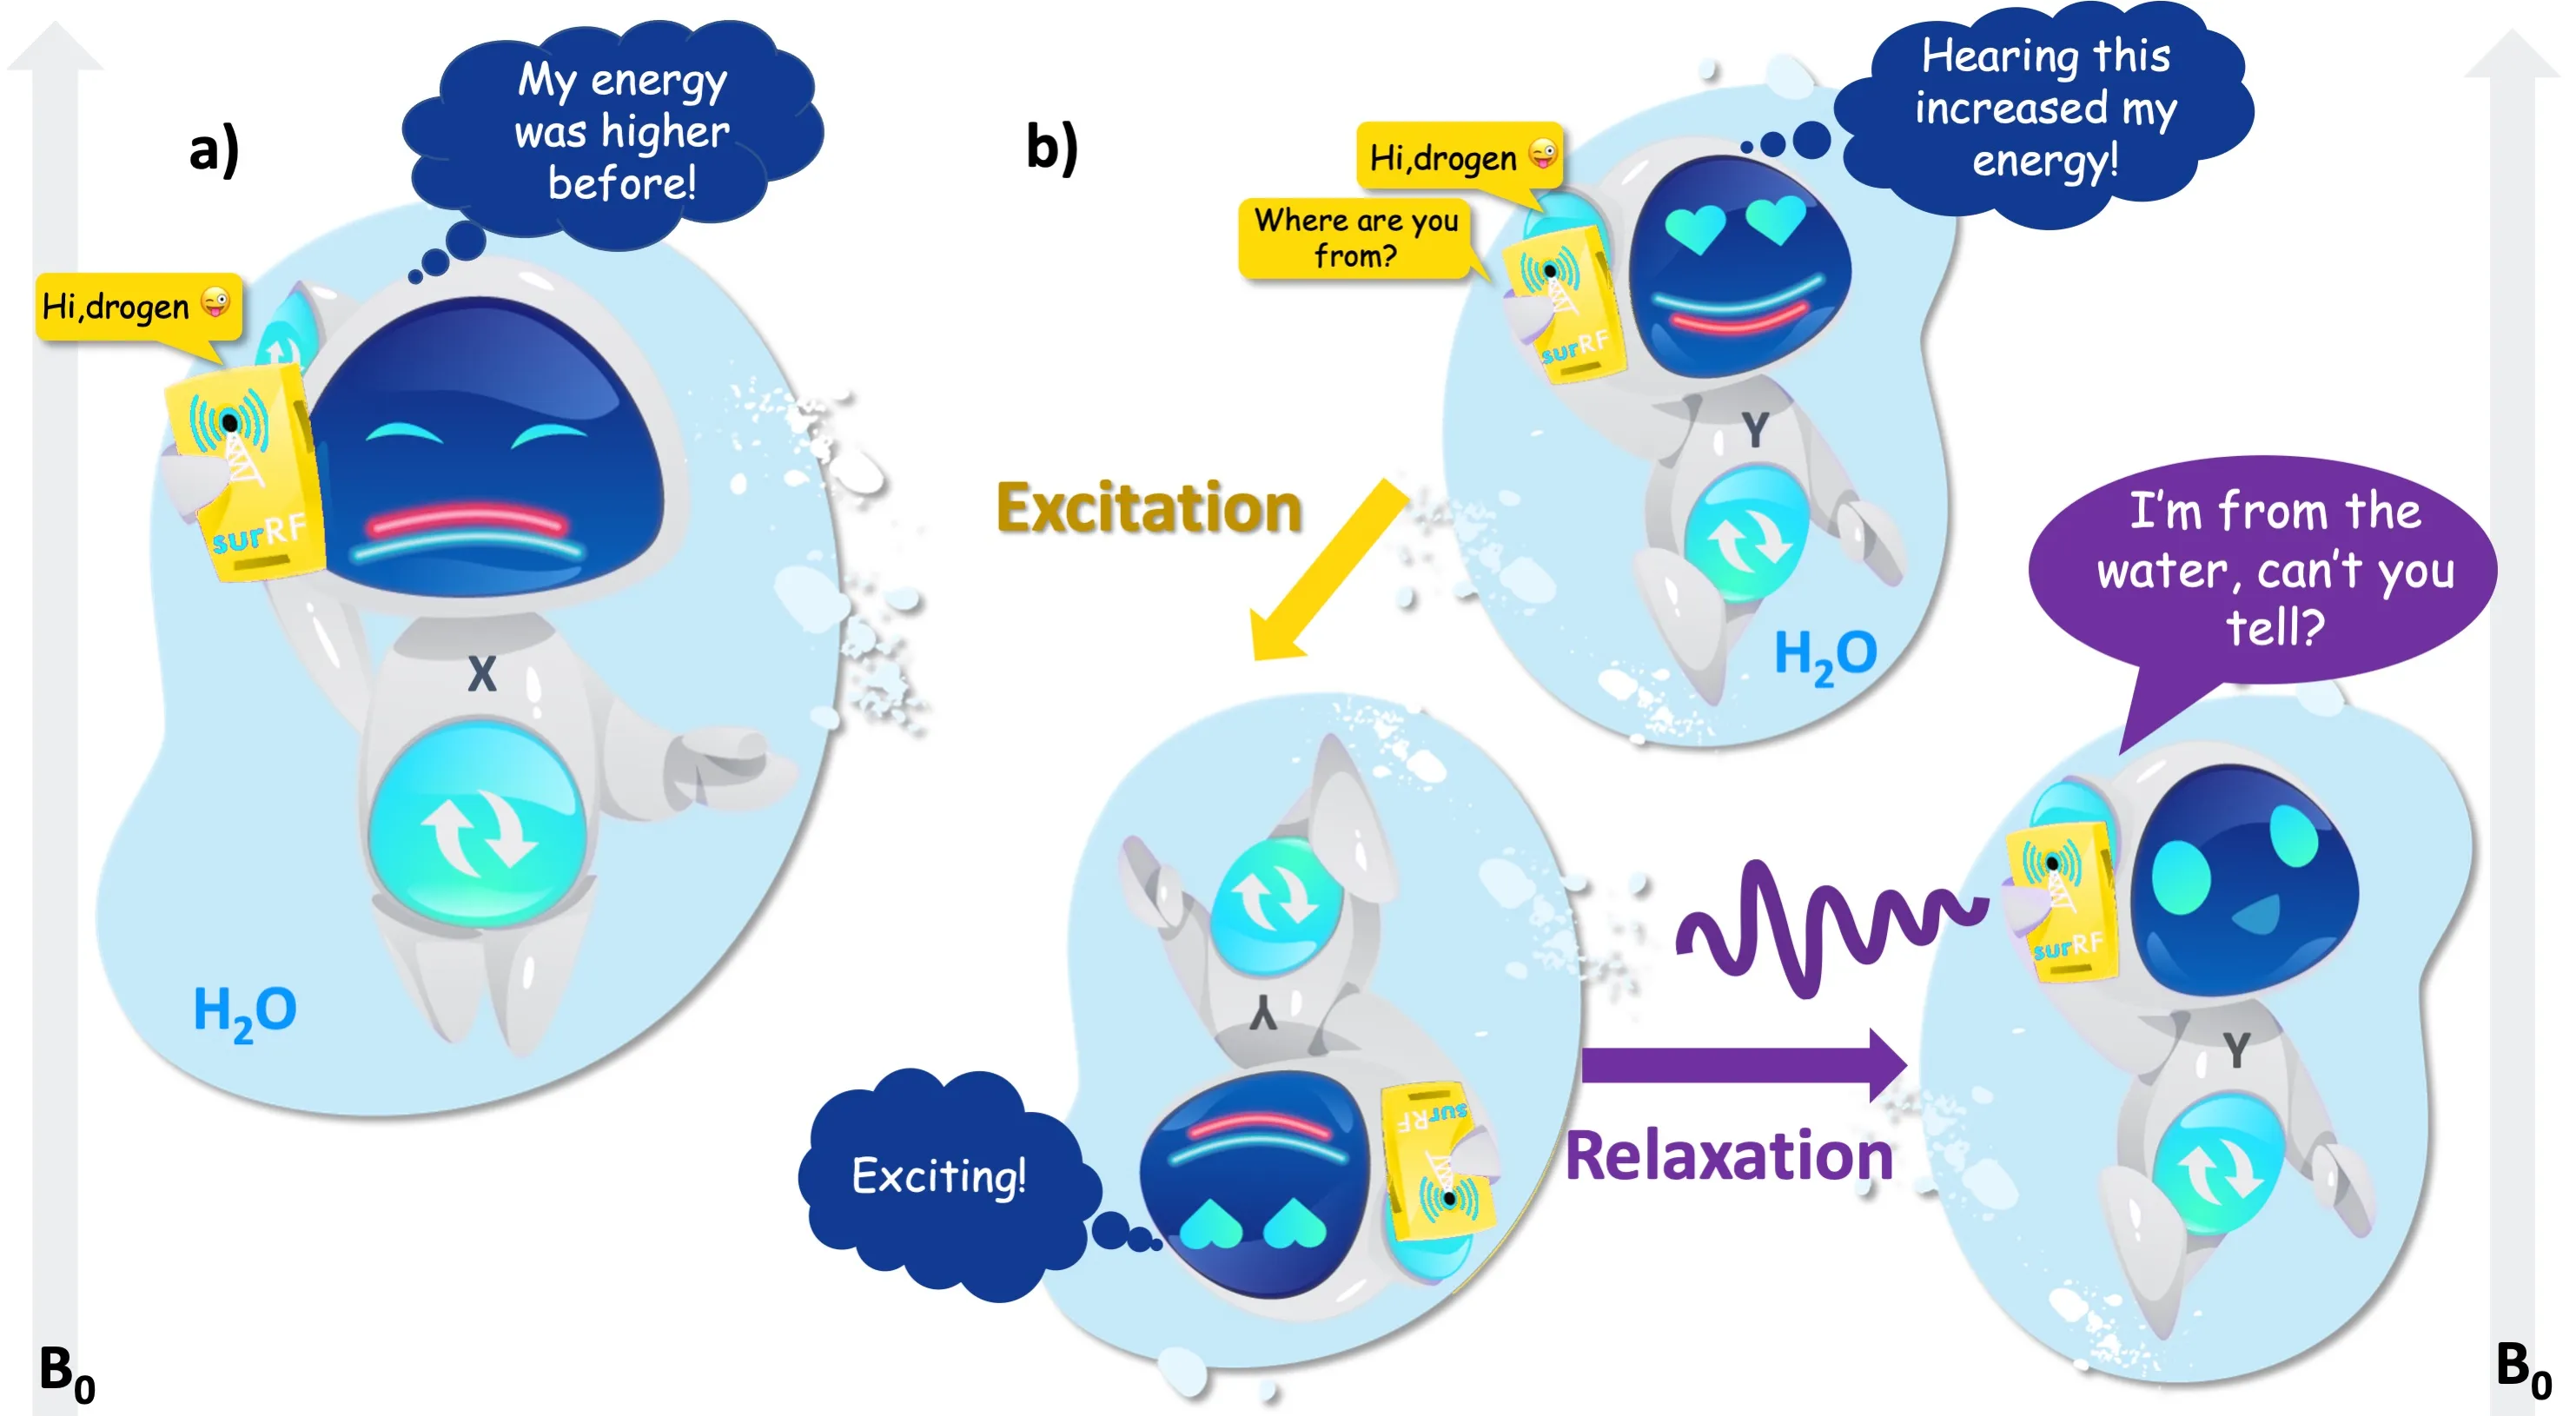 a)
My energy
was higher
before!
Hi,drogen 😜
surRF
X
H₂O
B₀
b)
Hearing this
increased my
energy!
Hi,drogen 😜
Where are you
from?
surRF
Y
H₂O
Excitation
Y
surRF
Exciting!
Relaxation
I'm from the
water, can't you
tell?
surRF
Y
B₀